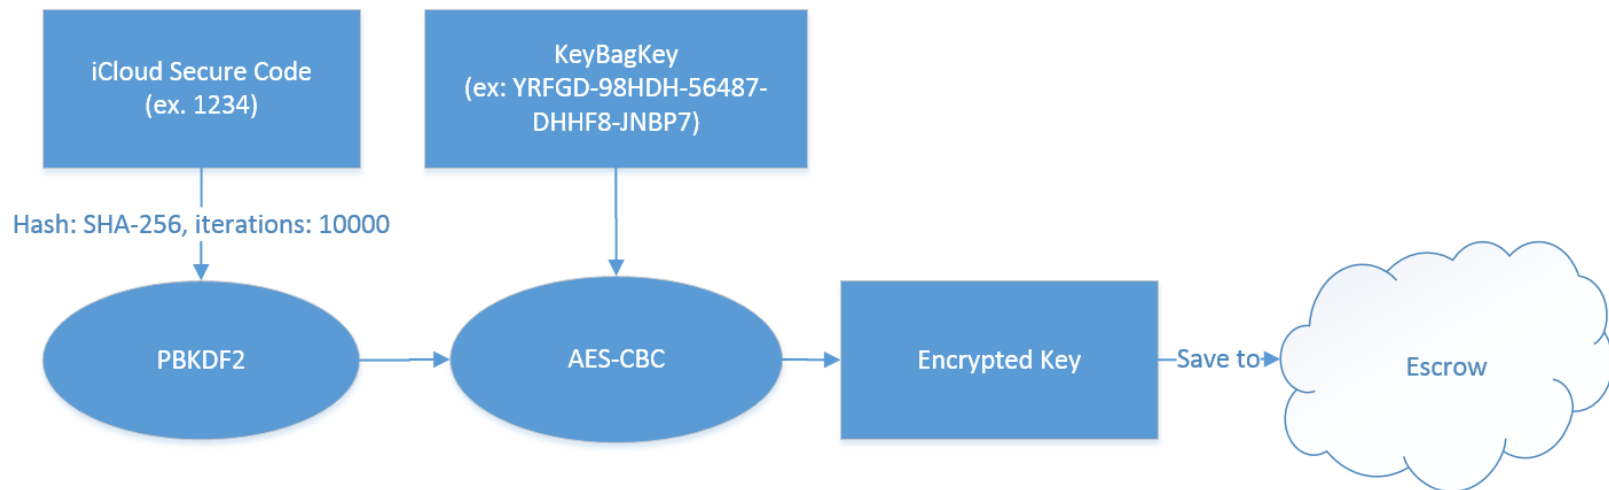 iCloud Secure Code
(ex. 1234)
KeyBagKey
(ex: YRFGD-98HDH-56487-
DHHF8-JNBP7)
Hash: SHA-256, iterations: 10000
PBKDF2
AES-CBC
Encrypted Key
Save to
Escrow